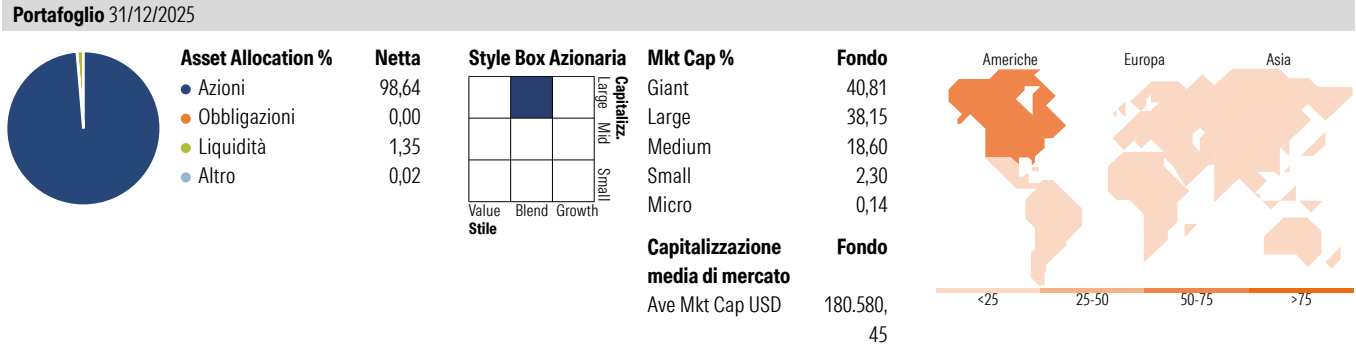 Portafoglio 31/12/2025
Asset Allocation % Netta
Azioni 98,64
Obbligazioni 0,00
Liquidità 1,35
Altro 0,02
Style Box Azionaria
Capitalizz.
Large Mid Small
Value Blend Growth
Stile
Mkt Cap % Fondo
Giant 40,81
Large 38,15
Medium 18,60
Small 2,30
Micro 0,14
Capitalizzazione Fondo
media di mercato
Ave Mkt Cap USD 180.580,
45
Americhe Europa Asia
<25 25-50 50-75 >75